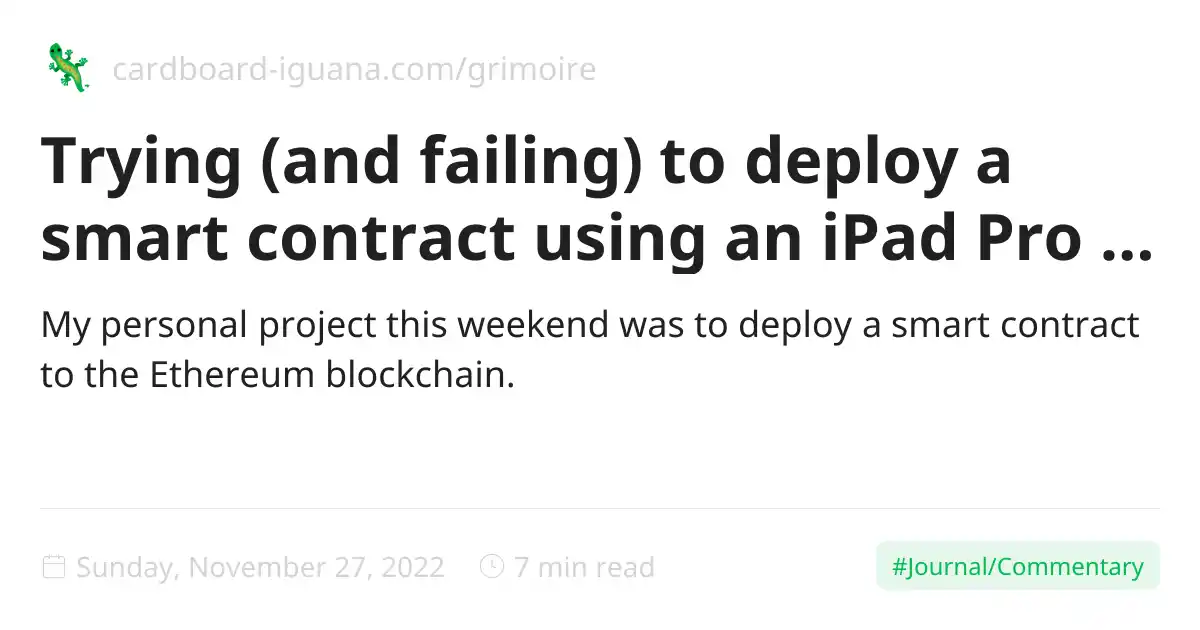 cardboard-iguana.com/grimoire
Trying (and failing) to deploy a
smart contract using an iPad Pro ...
My personal project this weekend was to deploy a smart contract
to the Ethereum blockchain.
Sunday, November 27, 2022 7 min read #Journal/Commentary